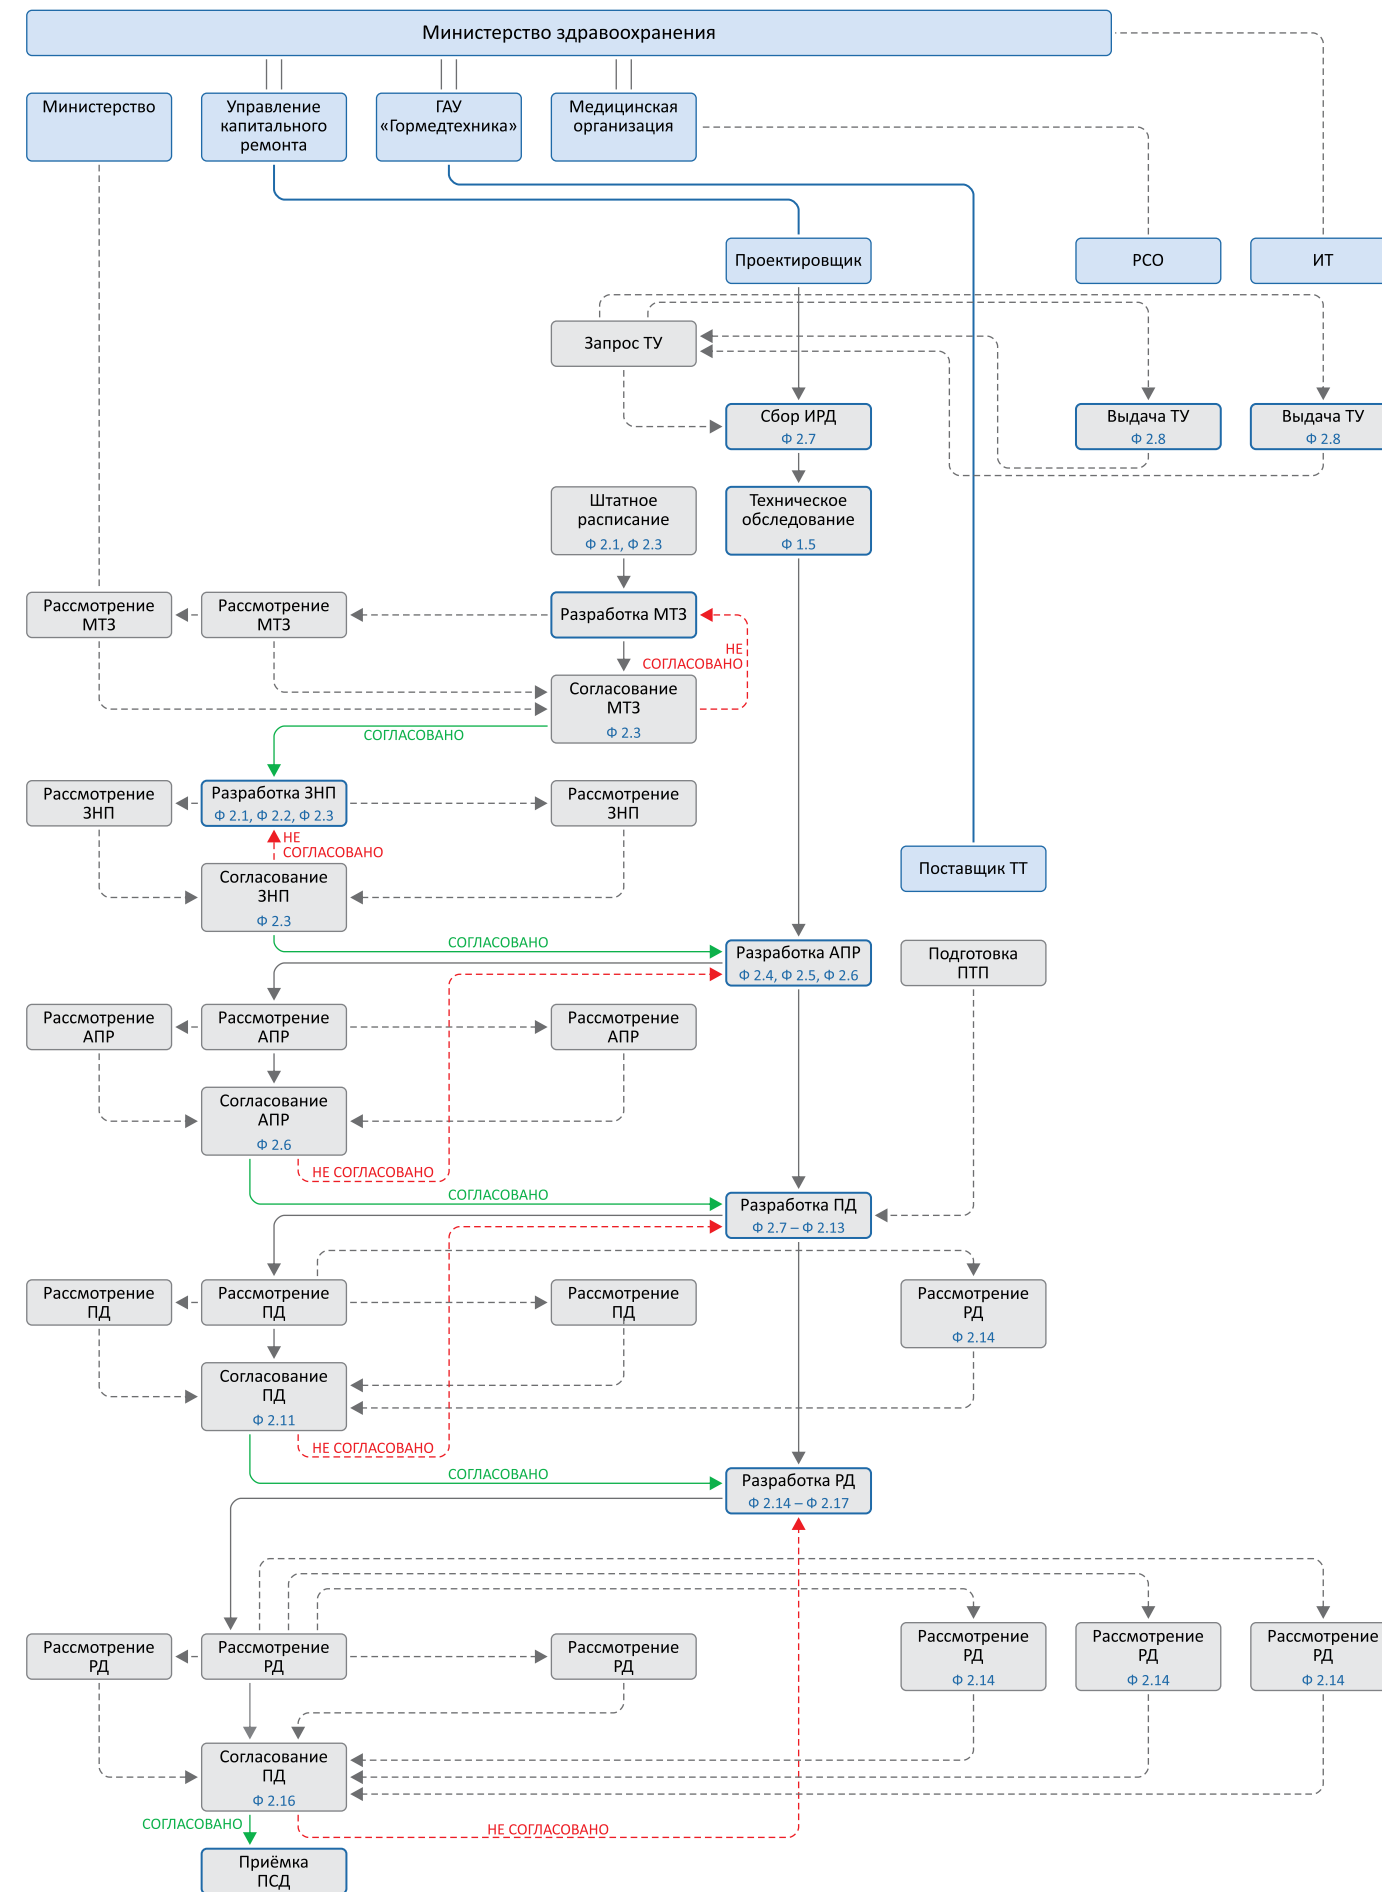 Министерство здравоохранения
Министерство
Управление
капитального
ремонта
ГАУ
«Гормедтехника»
Медицинская
организация
Проектировщик
РСО
ИТ
Запрос ТУ
Сбор ИРД
Ф 2.7
Выдача ТУ
Ф 2.8
Выдача ТУ
Ф 2.8
Штатное
расписание
Ф 2.1, Ф 2.3
Техническое
обследование
Ф 1.5
Рассмотрение
МТЗ
Рассмотрение
МТЗ
Разработка МТЗ
НЕ
СОГЛАСОВАНО
Согласование
МТЗ
Ф 2.3
СОГЛАСОВАНО
Рассмотрение
ЗНП
Разработка ЗНП
Ф 2.1, Ф 2.2, Ф 2.3
Рассмотрение
ЗНП
НЕ
СОГЛАСОВАНО
Поставщик ТТ
Согласование
ЗНП
Ф 2.3
СОГЛАСОВАНО
Разработка АПР
Ф 2.4, Ф 2.5, Ф 2.6
Подготовка
ПТП
Рассмотрение
АПР
Рассмотрение
АПР
Рассмотрение
АПР
Согласование
АПР
Ф 2.6
НЕ СОГЛАСОВАНО
СОГЛАСОВАНО
Разработка ПД
Ф 2.7 – Ф 2.13
Рассмотрение
ПД
Рассмотрение
ПД
Рассмотрение
ПД
Рассмотрение
РД
Ф 2.14
Согласование
ПД
Ф 2.11
НЕ СОГЛАСОВАНО
СОГЛАСОВАНО
Разработка РД
Ф 2.14 – Ф 2.17
Рассмотрение
РД
Рассмотрение
РД
Рассмотрение
РД
Рассмотрение
РД
Ф 2.14
Рассмотрение
РД
Ф 2.14
Рассмотрение
РД
Ф 2.14
Согласование
ПД
Ф 2.16
СОГЛАСОВАНО
НЕ СОГЛАСОВАНО
Приёмка
ПСД